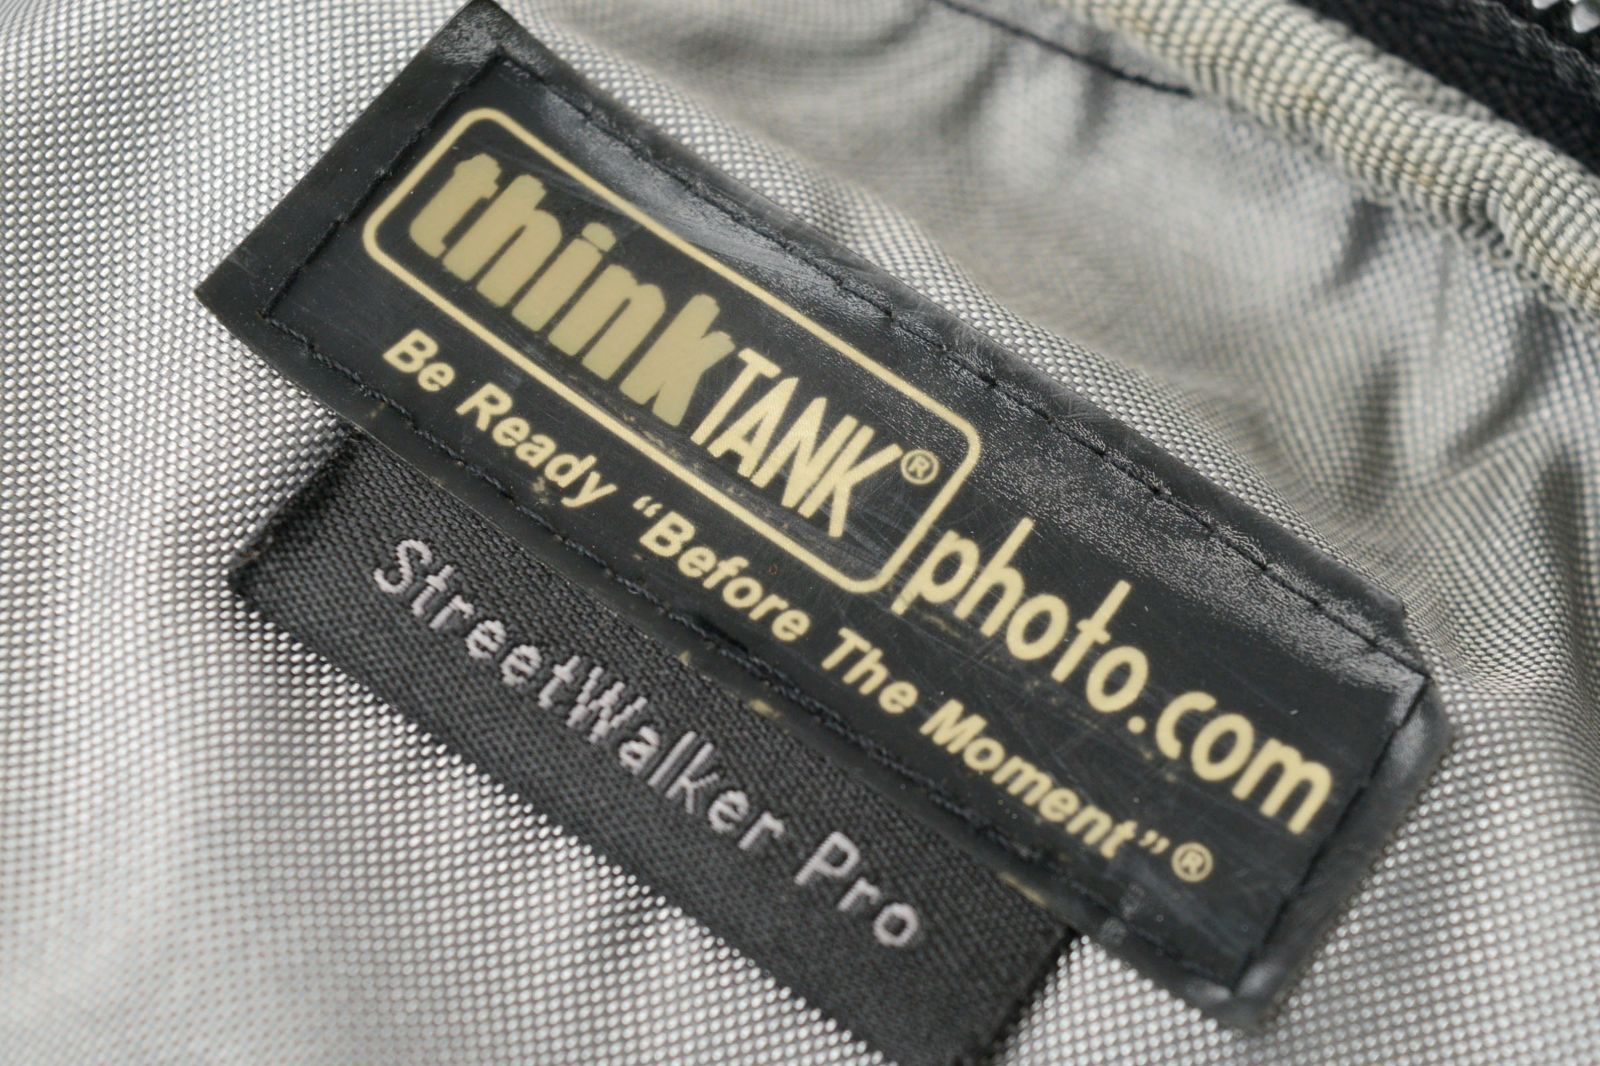 thinkTANK® photo.com
Be Ready “Before The Moment”®
StreetWalker Pro